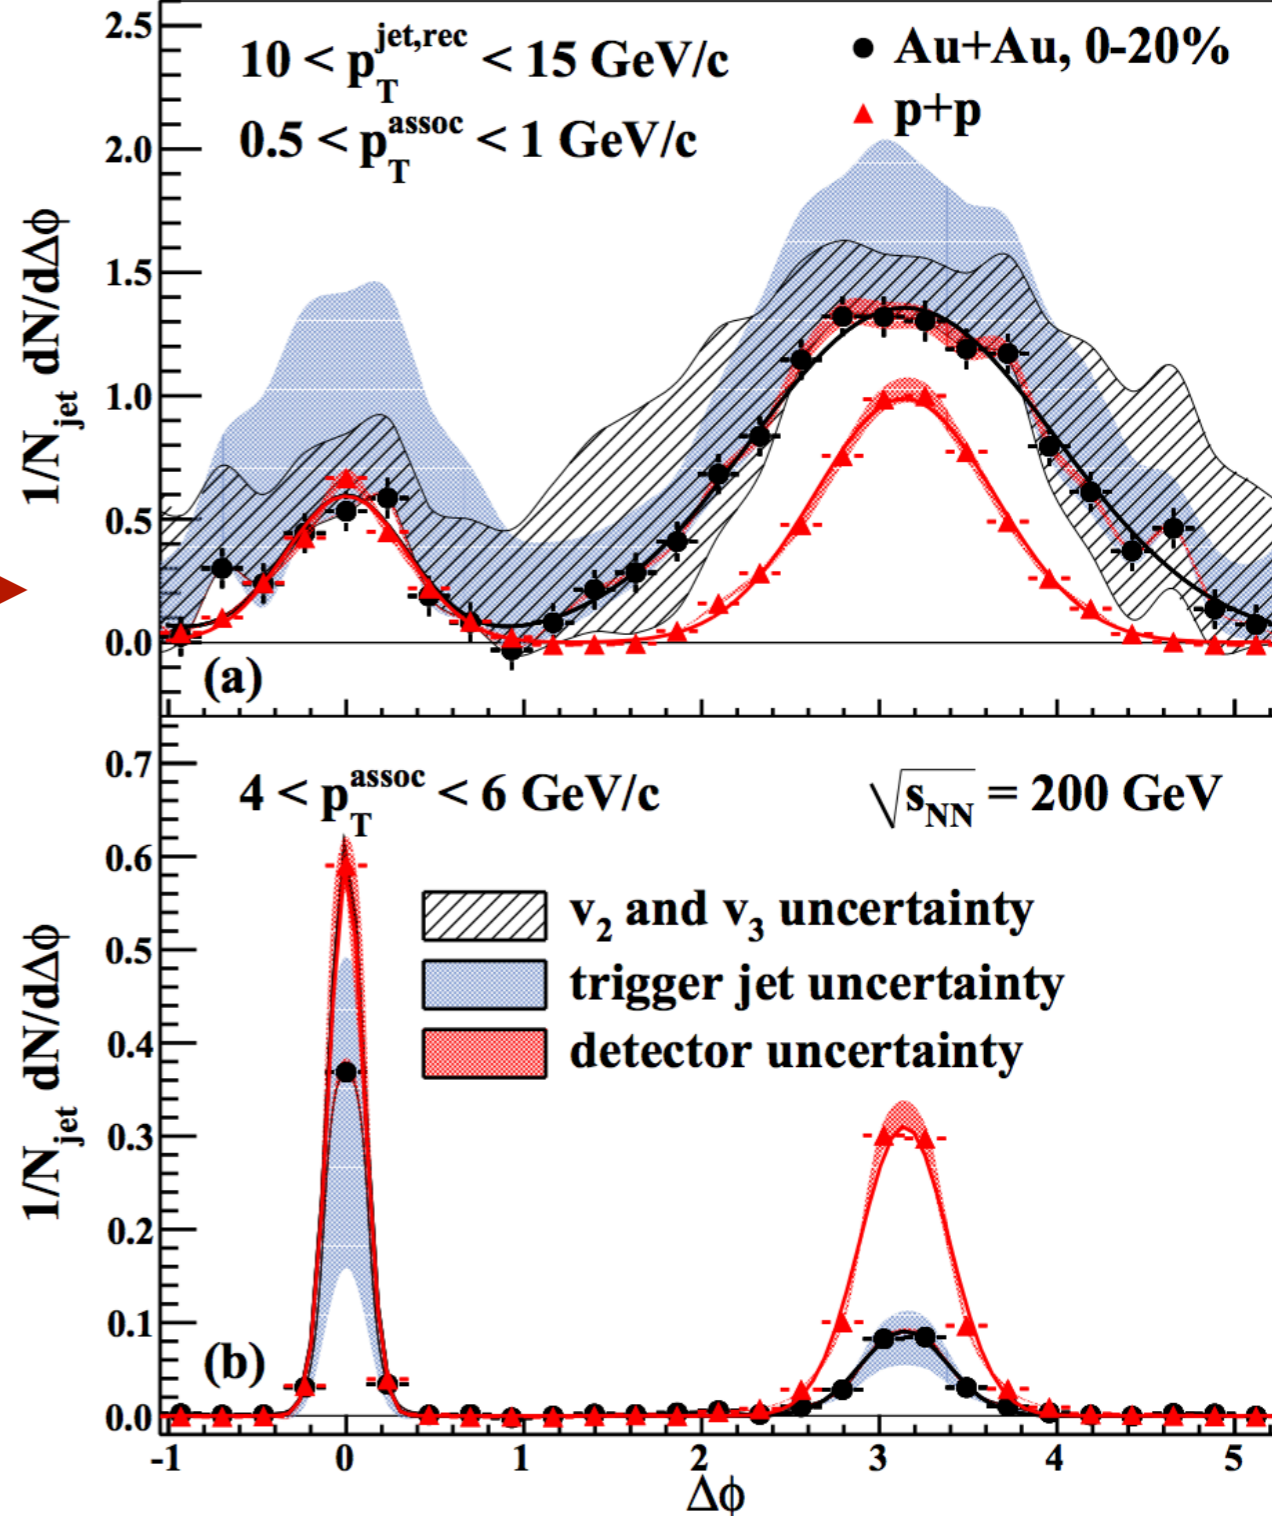 10 < p_T^jet,rec < 15 GeV/c
0.5 < p_T^assoc < 1 GeV/c
Au+Au, 0-20%
p+p
1/N_jet dN/dΔϕ
2.5
2.0
1.5
1.0
0.5
0.0
(a)
4 < p_T^assoc < 6 GeV/c
√s_NN = 200 GeV
v_2 and v_3 uncertainty
trigger jet uncertainty
detector uncertainty
1/N_jet dN/dΔϕ
0.7
0.6
0.5
0.4
0.3
0.2
0.1
0.0
(b)
-1 0 1 2 3 4 5
Δϕ